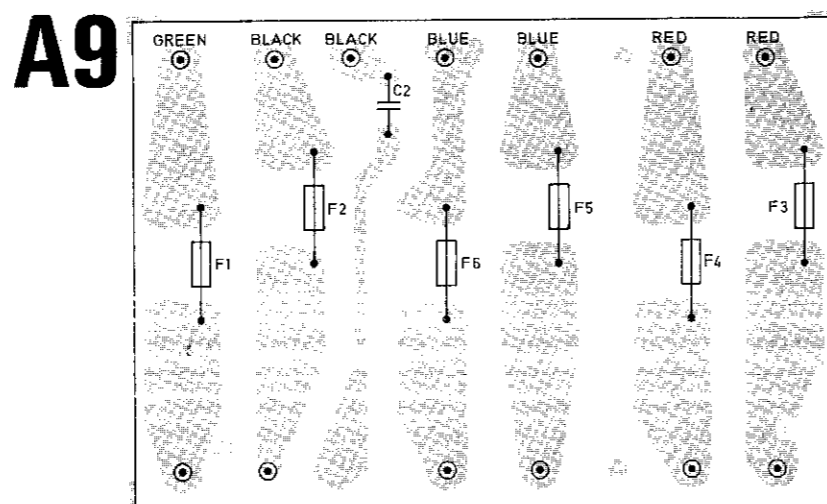 A9
GREEN BLACK BLACK BLUE BLUE RED RED
C2
F2 F5 F3
F1 F6 F4